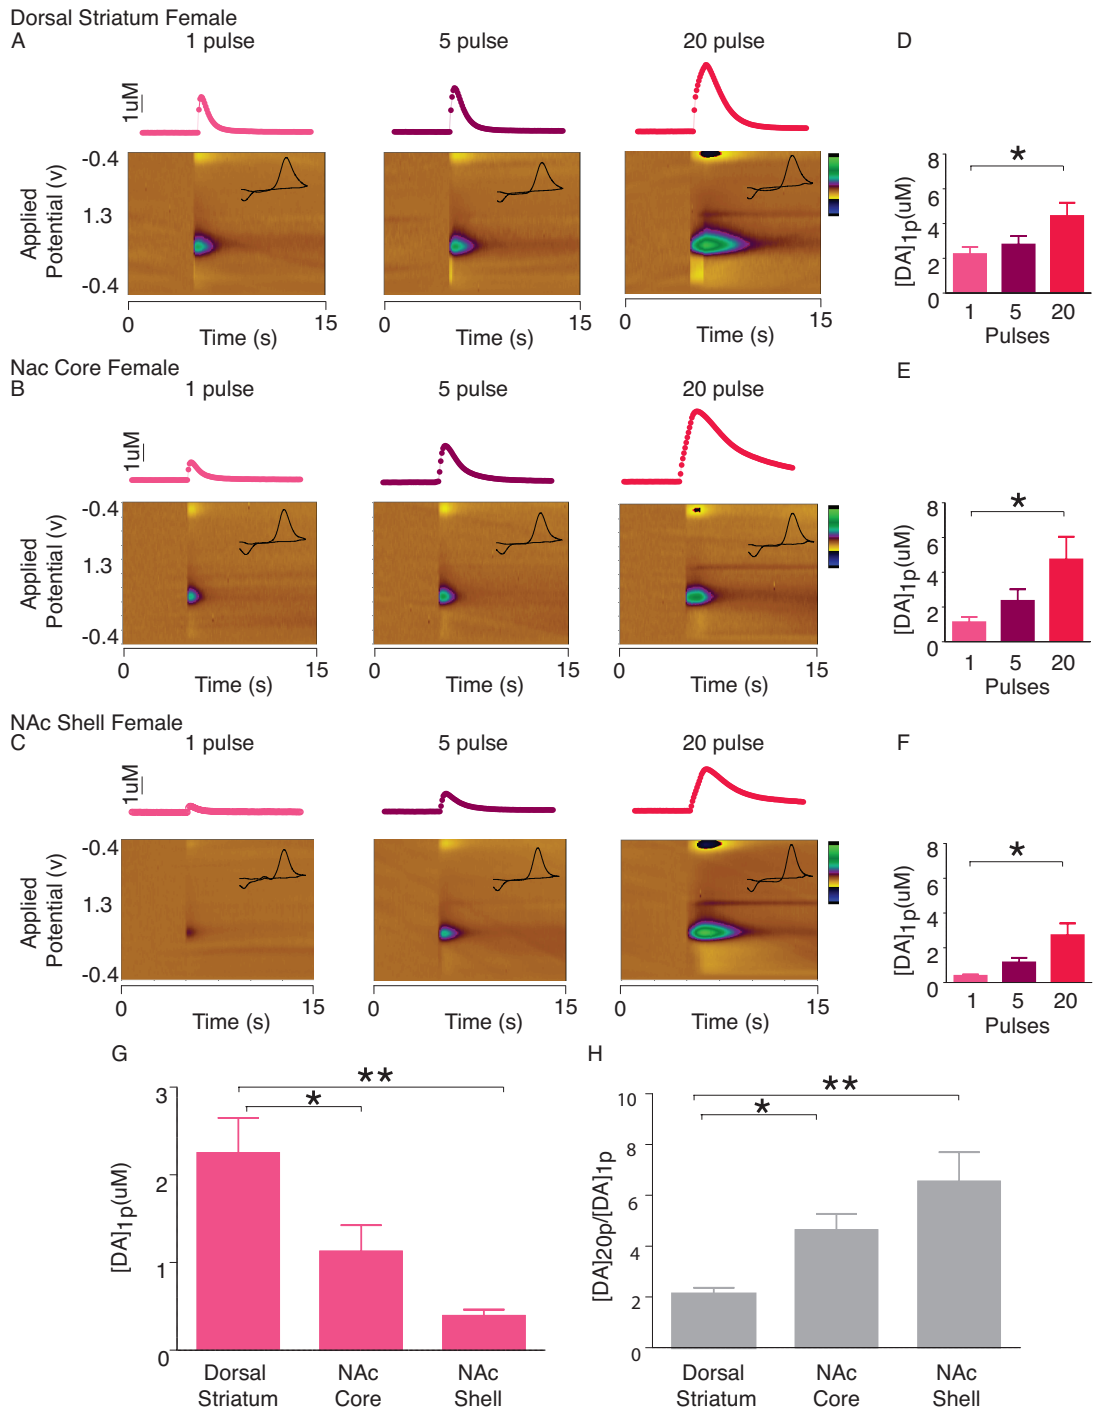 Dorsal Striatum Female
A 1 pulse 5 pulse 20 pulse D
1uM
-0.4
1.3
-0.4
Applied
Potential (v)
0 15 0 15 0 15
Time (s) Time (s) Time (s)
8
6
4
2
0
[DA]1p(uM)
*
1 5 20
Pulses
Nac Core Female
B 1 pulse 5 pulse 20 pulse E
1uM
-0.4
1.3
-0.4
Applied
Potential (v)
0 15 0 15 0 15
Time (s) Time (s) Time (s)
8
6
4
2
0
[DA]1p(uM)
*
1 5 20
Pulses
NAc Shell Female
C 1 pulse 5 pulse 20 pulse F
1uM
-0.4
1.3
-0.4
Applied
Potential (v)
0 15 0 15 0 15
Time (s) Time (s) Time (s)
8
6
4
2
0
[DA]1p(uM)
*
1 5 20
Pulses
G
3
2
1
0
[DA]1p(uM)
**
*
Dorsal Striatum
NAc Core
NAc Shell
H
10
8
6
4
2
0
[DA]20p/[DA]1p
**
*
Dorsal Striatum
NAc Core
NAc Shell